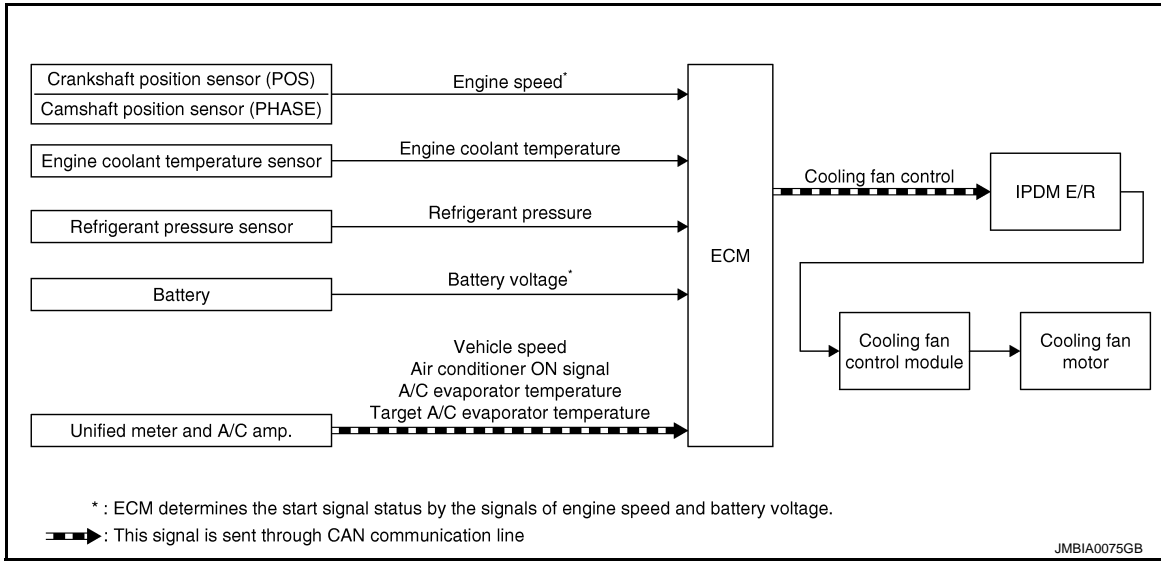 Crankshaft position sensor (POS)
Camshaft position sensor (PHASE)
Engine speed*
Engine coolant temperature sensor
Engine coolant temperature
Refrigerant pressure sensor
Refrigerant pressure
Battery
Battery voltage*
Unified meter and A/C amp.
Vehicle speed
Air conditioner ON signal
A/C evaporator temperature
Target A/C evaporator temperature
ECM
Cooling fan control
IPDM E/R
Cooling fan
control module
Cooling fan
motor
* : ECM determines the start signal status by the signals of engine speed and battery voltage.
: This signal is sent through CAN communication line
JMBIA0075GB